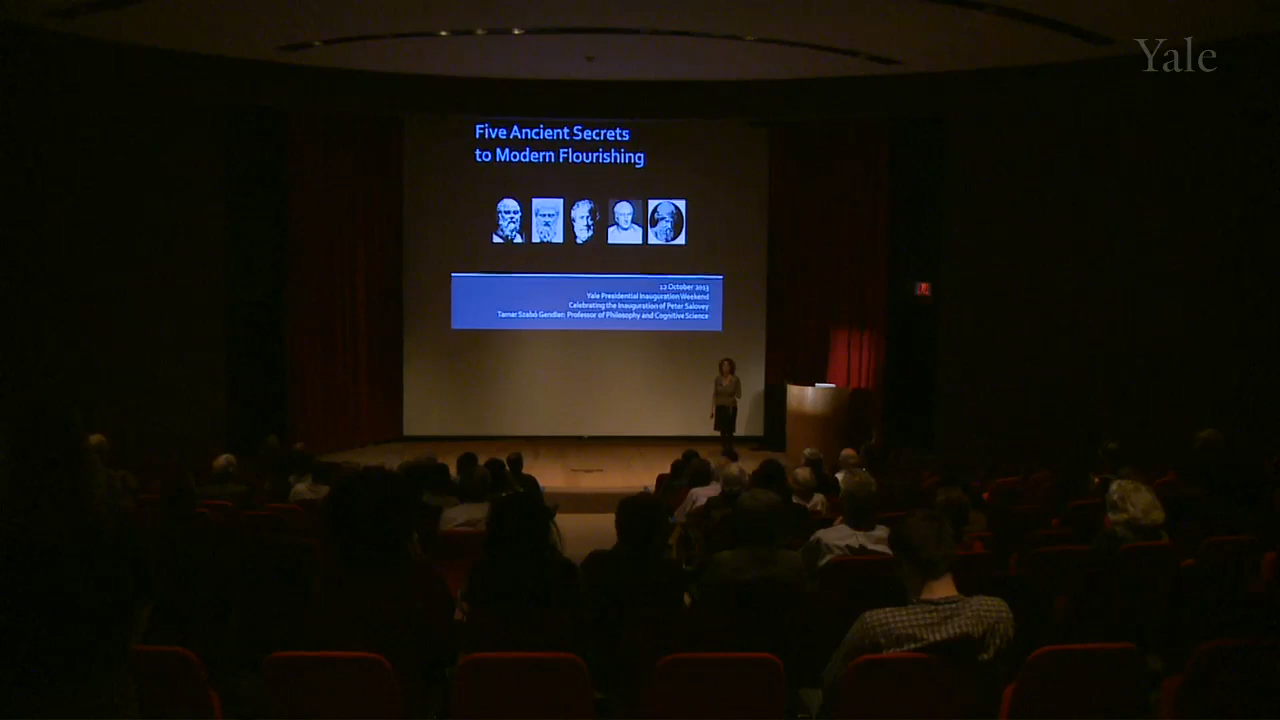 Yale
Five Ancient Secrets
to Modern Flourishing
12 October 2013
Yale Presidential Inauguration Weekend
Celebrating the Inauguration of Peter Salovey
Tamar Szabó Gendler: Professor of Philosophy and Cognitive Science